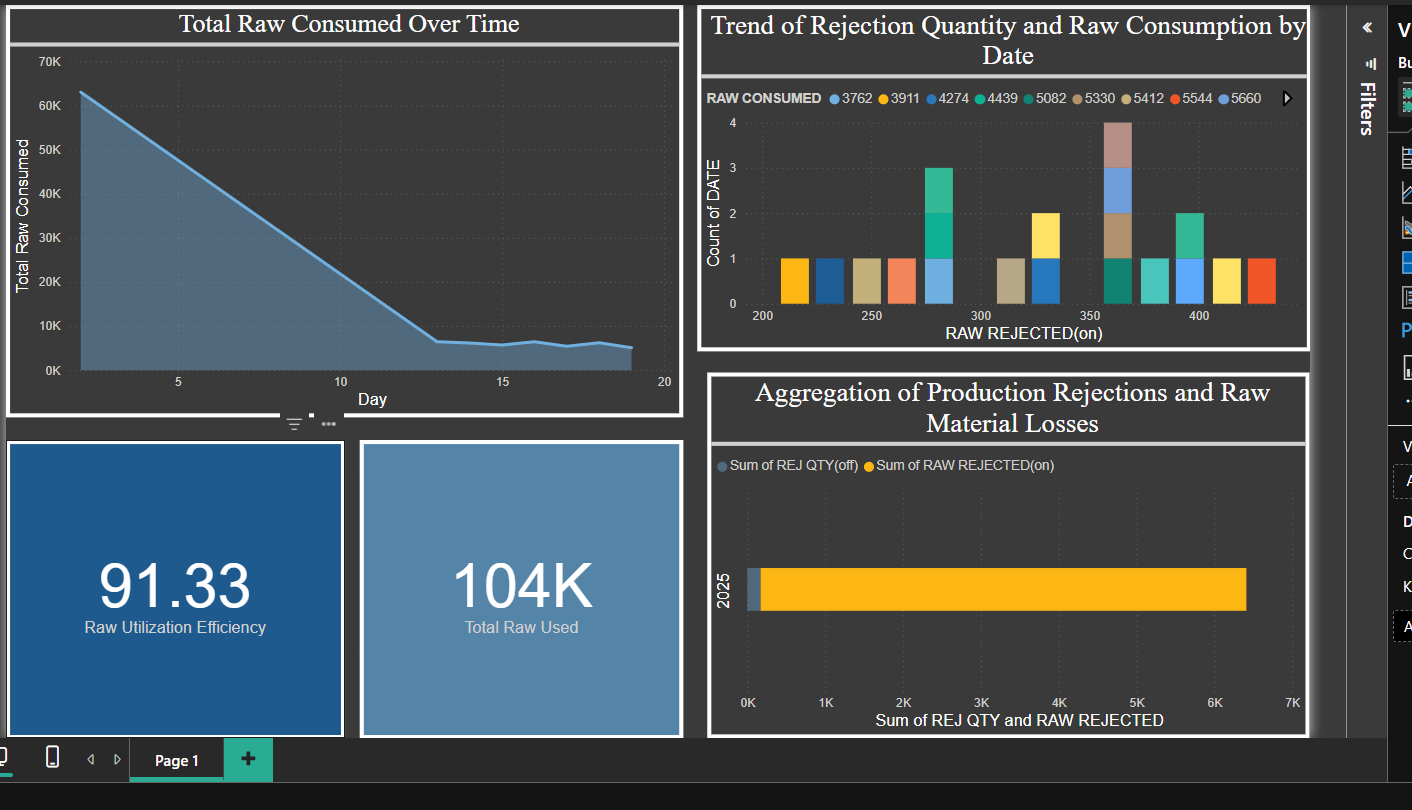 Total Raw Consumed Over Time
70K
60K
50K
40K
30K
20K
10K
0K
Total Raw Consumed
5 10 15 20
Day
Trend of Rejection Quantity and Raw Consumption by
Date
RAW CONSUMED 3762 3911 4274 4439 5082 5330 5412 5544 5660
4
3
2
1
0
Count of DATE
200 250 300 350 400
RAW REJECTED(on)
91.33
Raw Utilization Efficiency
104K
Total Raw Used
Aggregation of Production Rejections and Raw
Material Losses
Sum of REJ QTY(off) Sum of RAW REJECTED(on)
2025
0K 1K 2K 3K 4K 5K 6K 7K
Sum of REJ QTY and RAW REJECTED
Filters
Page 1